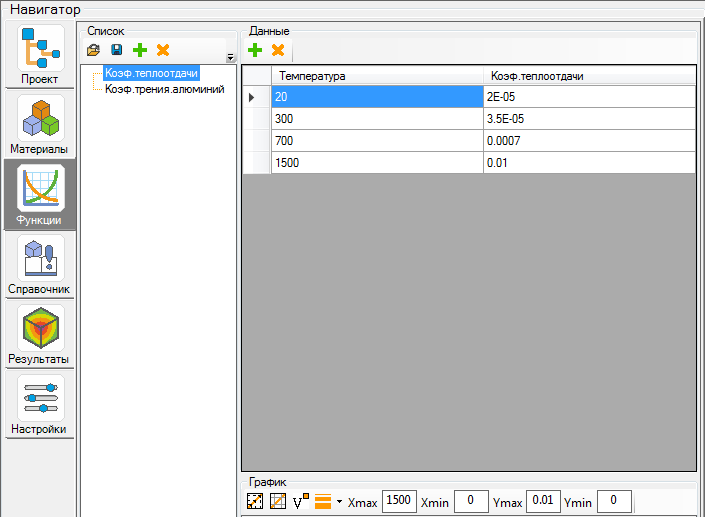 Навигатор
Проект
Материалы
Функции
Справочник
Результаты
Настройки
Список
Коэф.теплоотдачи
Коэф.трения.алюминий
Данные
Температура Коэф.теплоотдачи
20 2E-05
300 3.5E-05
700 0.0007
1500 0.01
График
V Xmax 1500 Xmin 0 Ymax 0.01 Ymin 0